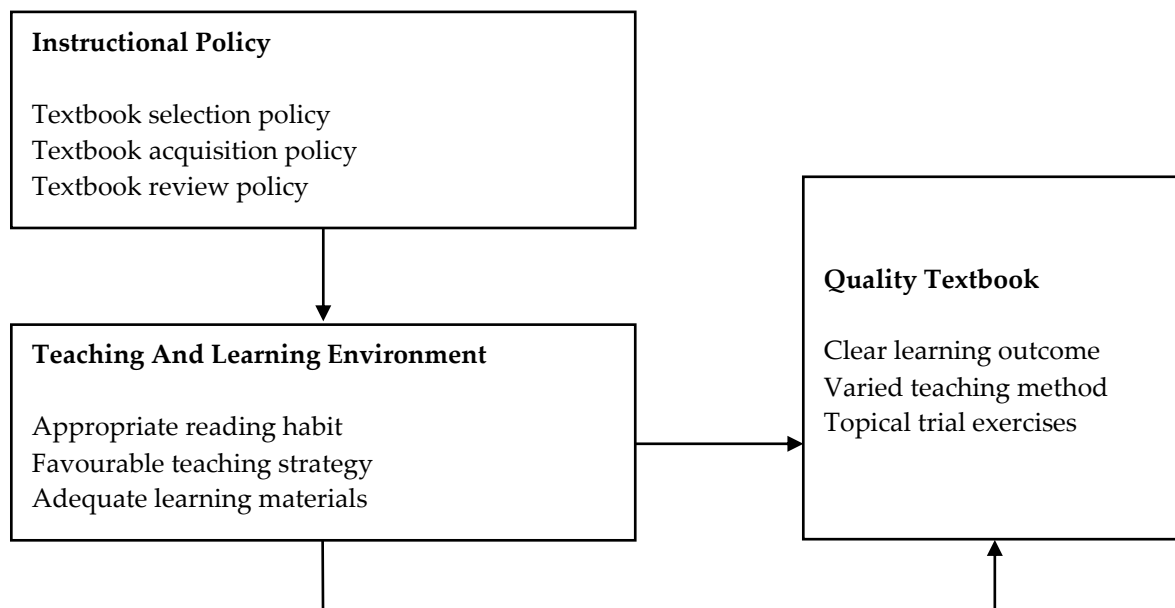 Instructional Policy
Textbook selection policy
Textbook acquisition policy
Textbook review policy
Teaching And Learning Environment
Appropriate reading habit
Favourable teaching strategy
Adequate learning materials
Quality Textbook
Clear learning outcome
Varied teaching method
Topical trial exercises